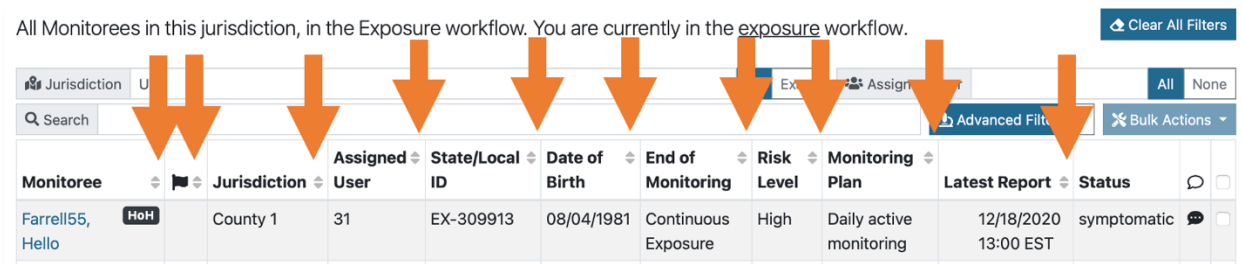 All Monitorees in this jurisdiction, in the Exposure workflow. You are currently in the exposure workflow.
Clear All Filters
Jurisdiction
All None
Search
Advanced Bulk Actions
Monitoree Jurisdiction Assigned User State/Local ID Date of Birth End of Monitoring Risk Level Monitoring Plan Latest Report Status
Farrell55, Hello HoH County 1 31 EX-309913 08/04/1981 Continuous Exposure High Daily active monitoring 12/18/2020 13:00 EST symptomatic